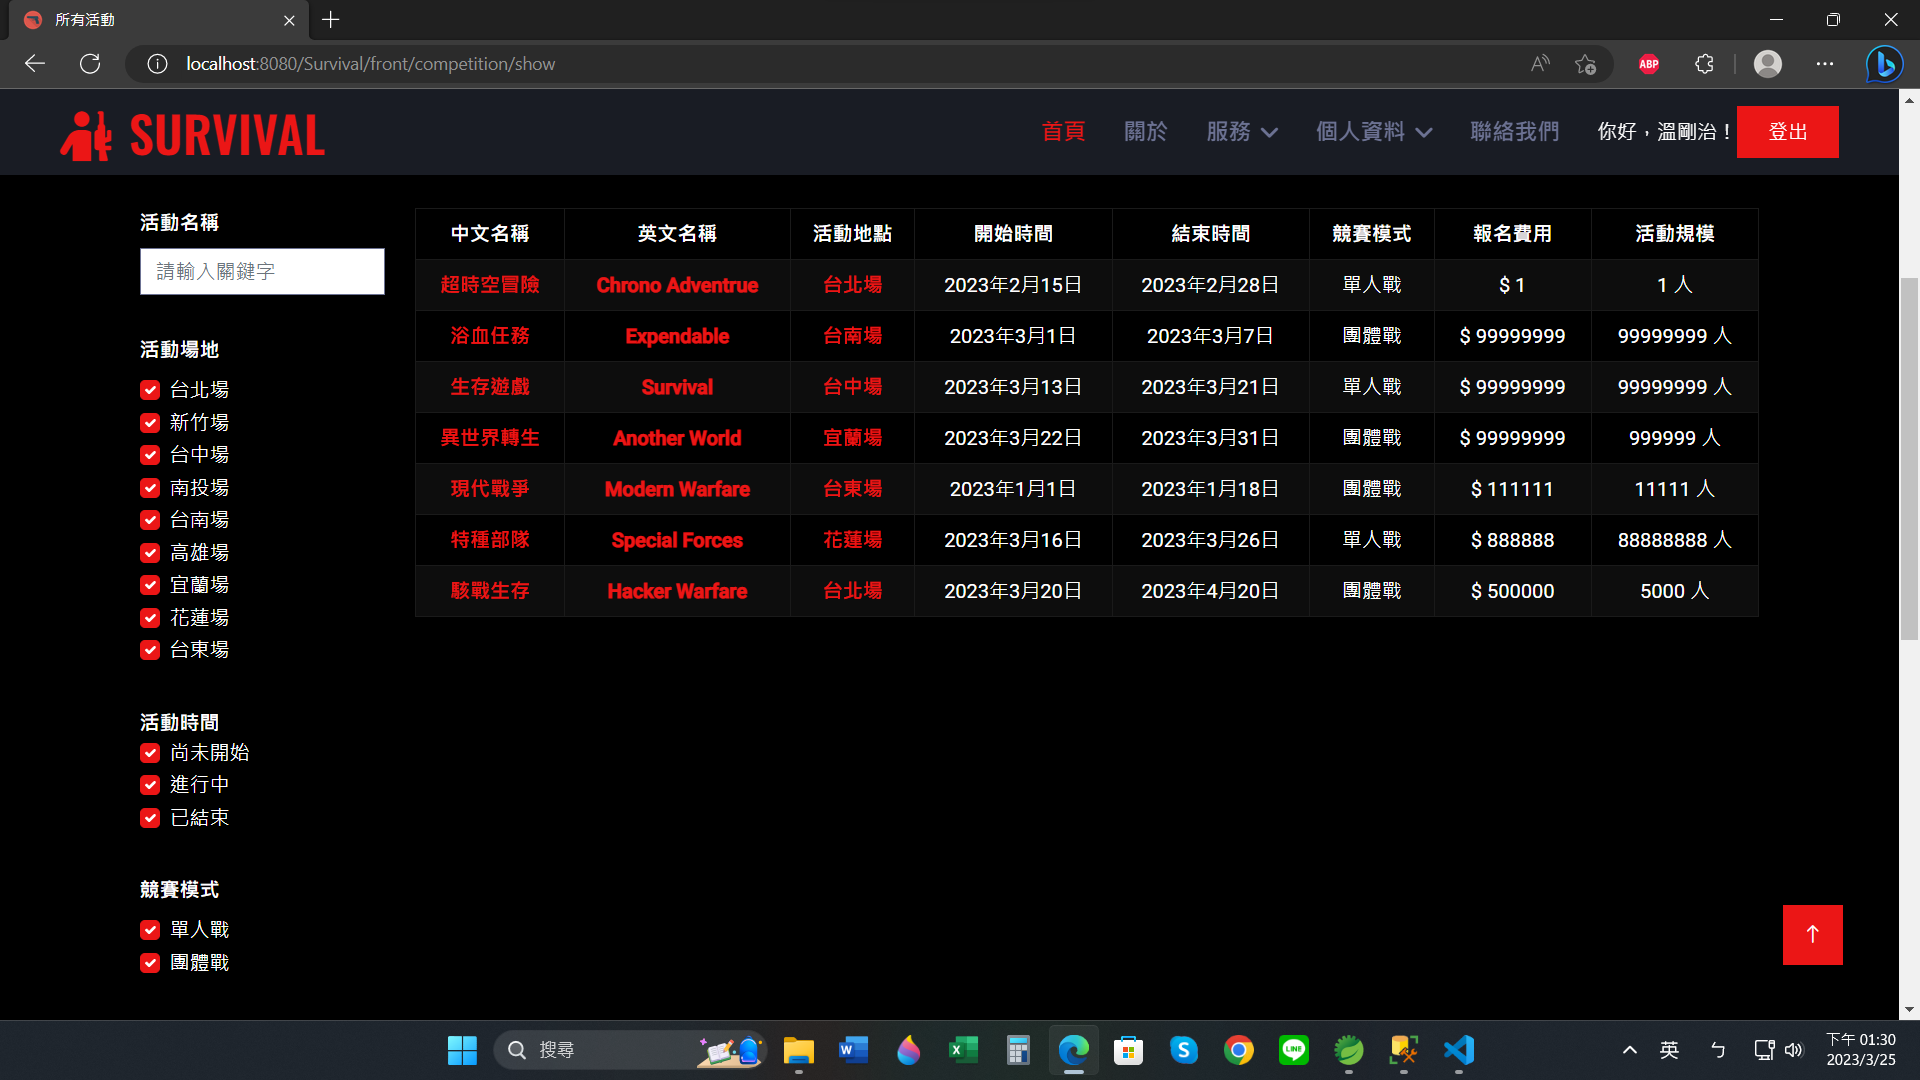 所有活動
localhost:8080/Survival/front/competition/show
ABP
SURVIVAL
首頁 關於 服務 個人資料 聯絡我們 你好，溫剛治！ 登出
活動名稱
請輸入關鍵字
活動場地
台北場
新竹場
台中場
南投場
台南場
高雄場
宜蘭場
花蓮場
台東場
活動時間
尚未開始
進行中
已結束
競賽模式
單人戰
團體戰
中文名稱 英文名稱 活動地點 開始時間 結束時間 競賽模式 報名費用 活動規模
超時空冒險 Chrono Adventrue 台北場 2023年2月15日 2023年2月28日 單人戰 $ 1 1 人
浴血任務 Expendable 台南場 2023年3月1日 2023年3月7日 團體戰 $ 99999999 99999999 人
生存遊戲 Survival 台中場 2023年3月13日 2023年3月21日 單人戰 $ 99999999 99999999 人
異世界轉生 Another World 宜蘭場 2023年3月22日 2023年3月31日 團體戰 $ 99999999 999999 人
現代戰爭 Modern Warfare 台東場 2023年1月1日 2023年1月18日 團體戰 $ 111111 11111 人
特種部隊 Special Forces 花蓮場 2023年3月16日 2023年3月26日 單人戰 $ 888888 88888888 人
駭戰生存 Hacker Warfare 台北場 2023年3月20日 2023年4月20日 團體戰 $ 500000 5000 人
搜尋
英 ㄅ 下午 01:30
2023/3/25